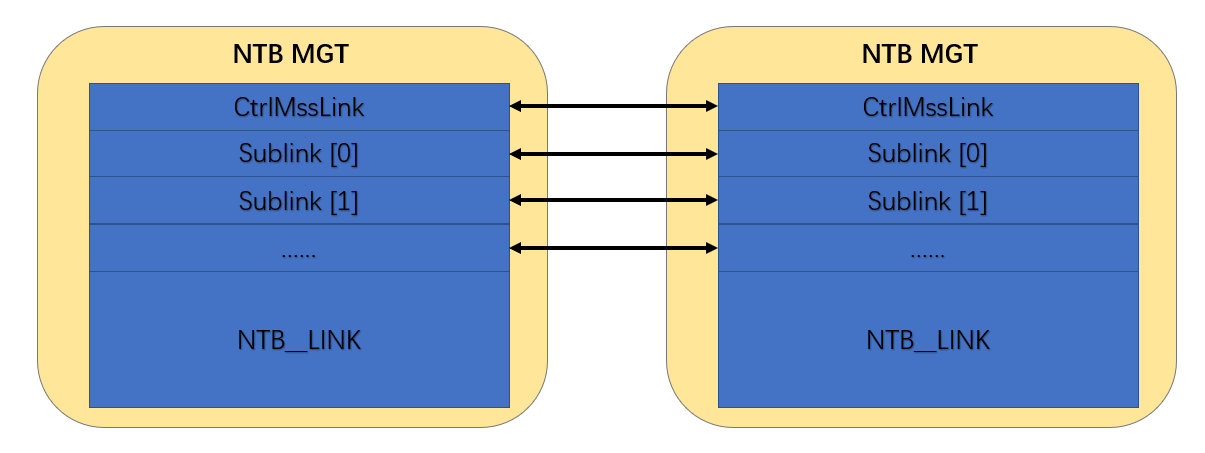 NTB MGT
CtrlMssLink
Sublink [0]
Sublink [1]
......
NTB__LINK
NTB MGT
CtrlMssLink
Sublink [0]
Sublink [1]
......
NTB__LINK